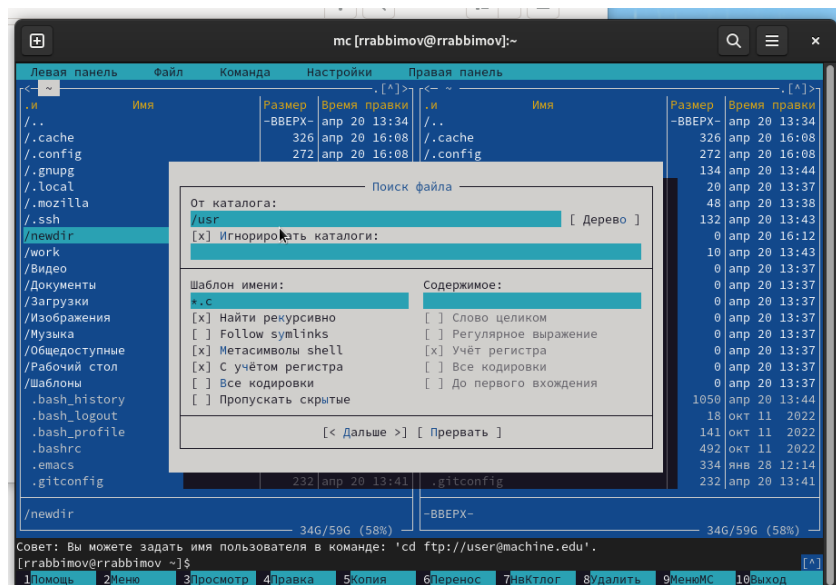 mc [rrabbimov@rrabbimov]:~
Левая панель Файл Команда Настройки Правая панель
<— ~ .[^]> <— ~ .[^]>
.и Имя Размер Время правки .и Имя Размер Время правки
/.. -ВВЕРХ- апр 20 13:34 /.. -ВВЕРХ- апр 20 13:34
/.cache 326 апр 20 16:08 /.cache 326 апр 20 16:08
/.config 272 апр 20 16:08 /.config 272 апр 20 16:08
/.gnupg 134 апр 20 13:44
/.local 20 апр 20 13:37
/.mozilla 48 апр 20 13:38
/.ssh 132 апр 20 13:43
/newdir 0 апр 20 16:12
/work 10 апр 20 13:43
/Видео 0 апр 20 13:37
/Документы 0 апр 20 13:37
/Загрузки 0 апр 20 13:37
/Изображения 0 апр 20 13:37
/Музыка 0 апр 20 13:37
/Общедоступные 0 апр 20 13:37
/Рабочий стол 0 апр 20 13:37
/Шаблоны 0 апр 20 13:37
.bash_history 1050 апр 20 13:44
.bash_logout 18 окт 11 2022
.bash_profile 141 окт 11 2022
.bashrc 492 окт 11 2022
.emacs 334 янв 28 12:14
.gitconfig 232 апр 20 13:41 .gitconfig 232 апр 20 13:41
Поиск файла
От каталога:
/usr [ Дерево ]
[x] Игнорировать каталоги:
Шаблон имени: Содержимое:
*.c
[x] Найти рекурсивно [ ] Слово целиком
[ ] Follow symlinks [ ] Регулярное выражение
[x] Метасимволы shell [x] Учёт регистра
[x] С учётом регистра [ ] Все кодировки
[ ] Все кодировки [ ] До первого вхождения
[ ] Пропускать скрытые
[< Дальше >] [ Прервать ]
/newdir -ВВЕРХ-
34G/59G (58%) 34G/59G (58%)
Совет: Вы можете задать имя пользователя в команде: 'cd ftp://user@machine.edu'.
[rrabbimov@rrabbimov ~]$ [^]
1Помощь 2Меню 3Просмотр 4Правка 5Копия 6Перенос 7НвКтлог 8Удалить 9МенюMC 10Выход